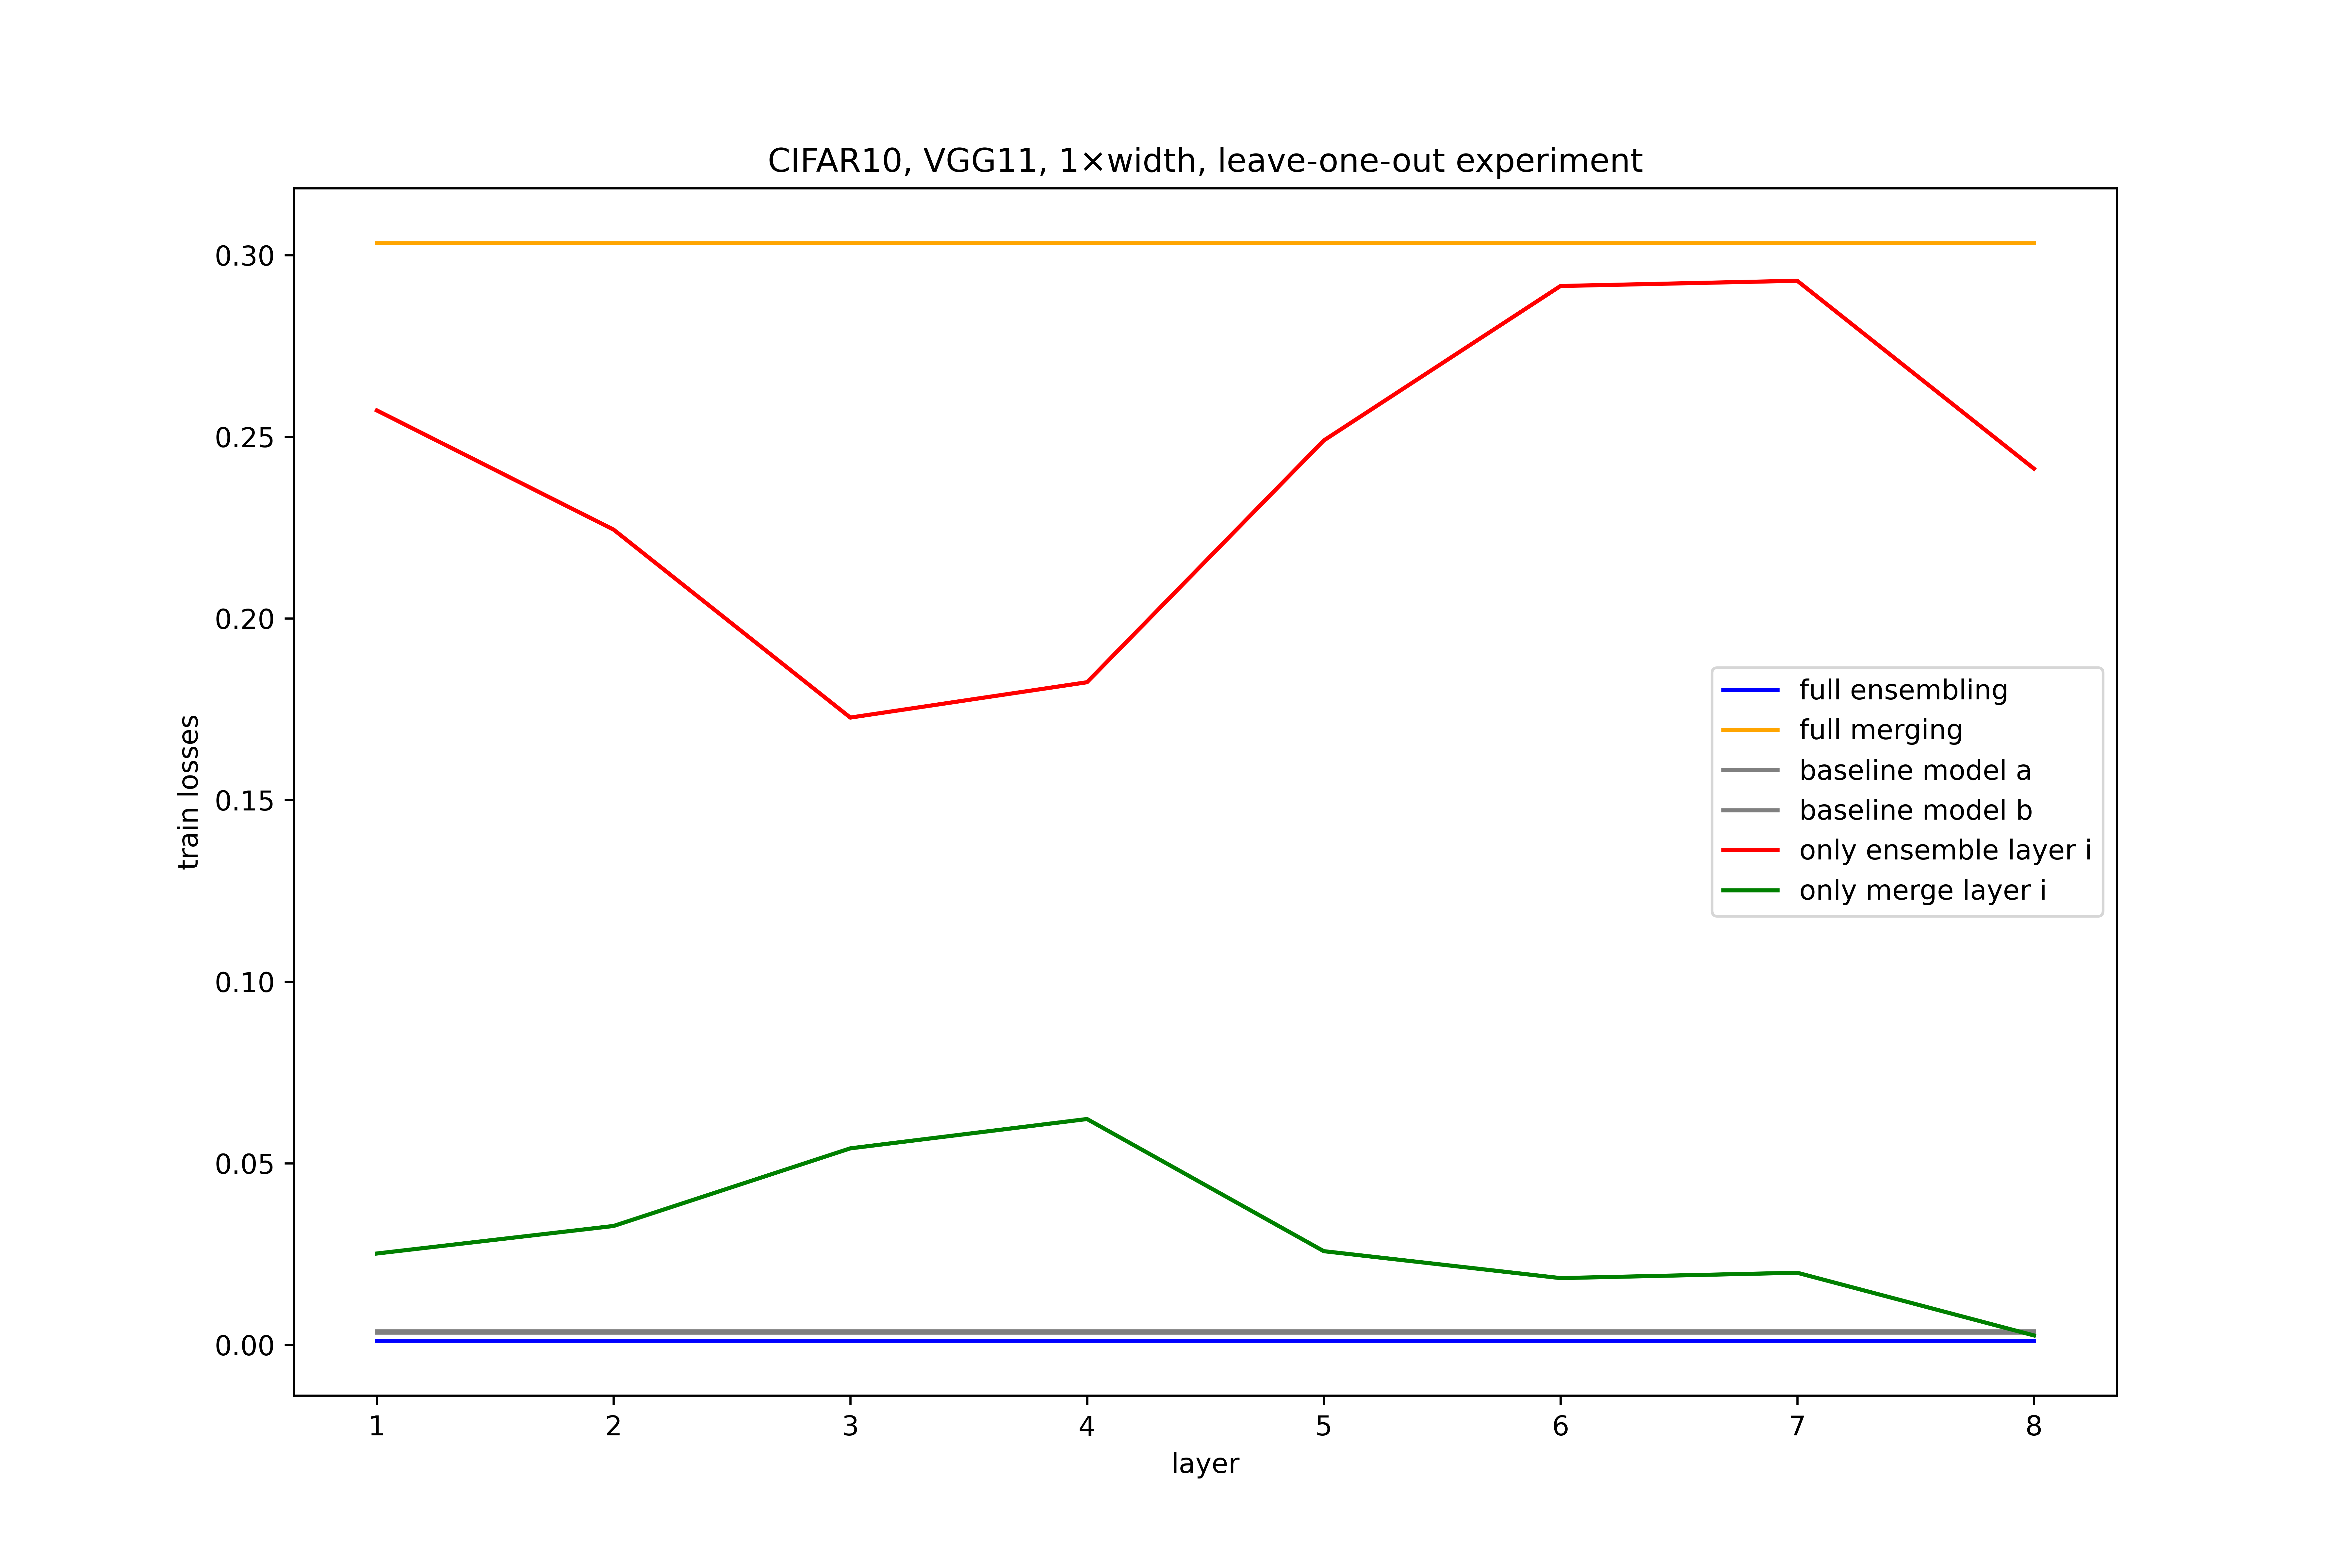 CIFAR10, VGG11, 1×width, leave-one-out experiment
0.30
0.25
0.20
0.15
0.10
0.05
0.00
train losses
full ensembling
full merging
baseline model a
baseline model b
only ensemble layer i
only merge layer i
1 2 3 4 5 6 7 8
layer